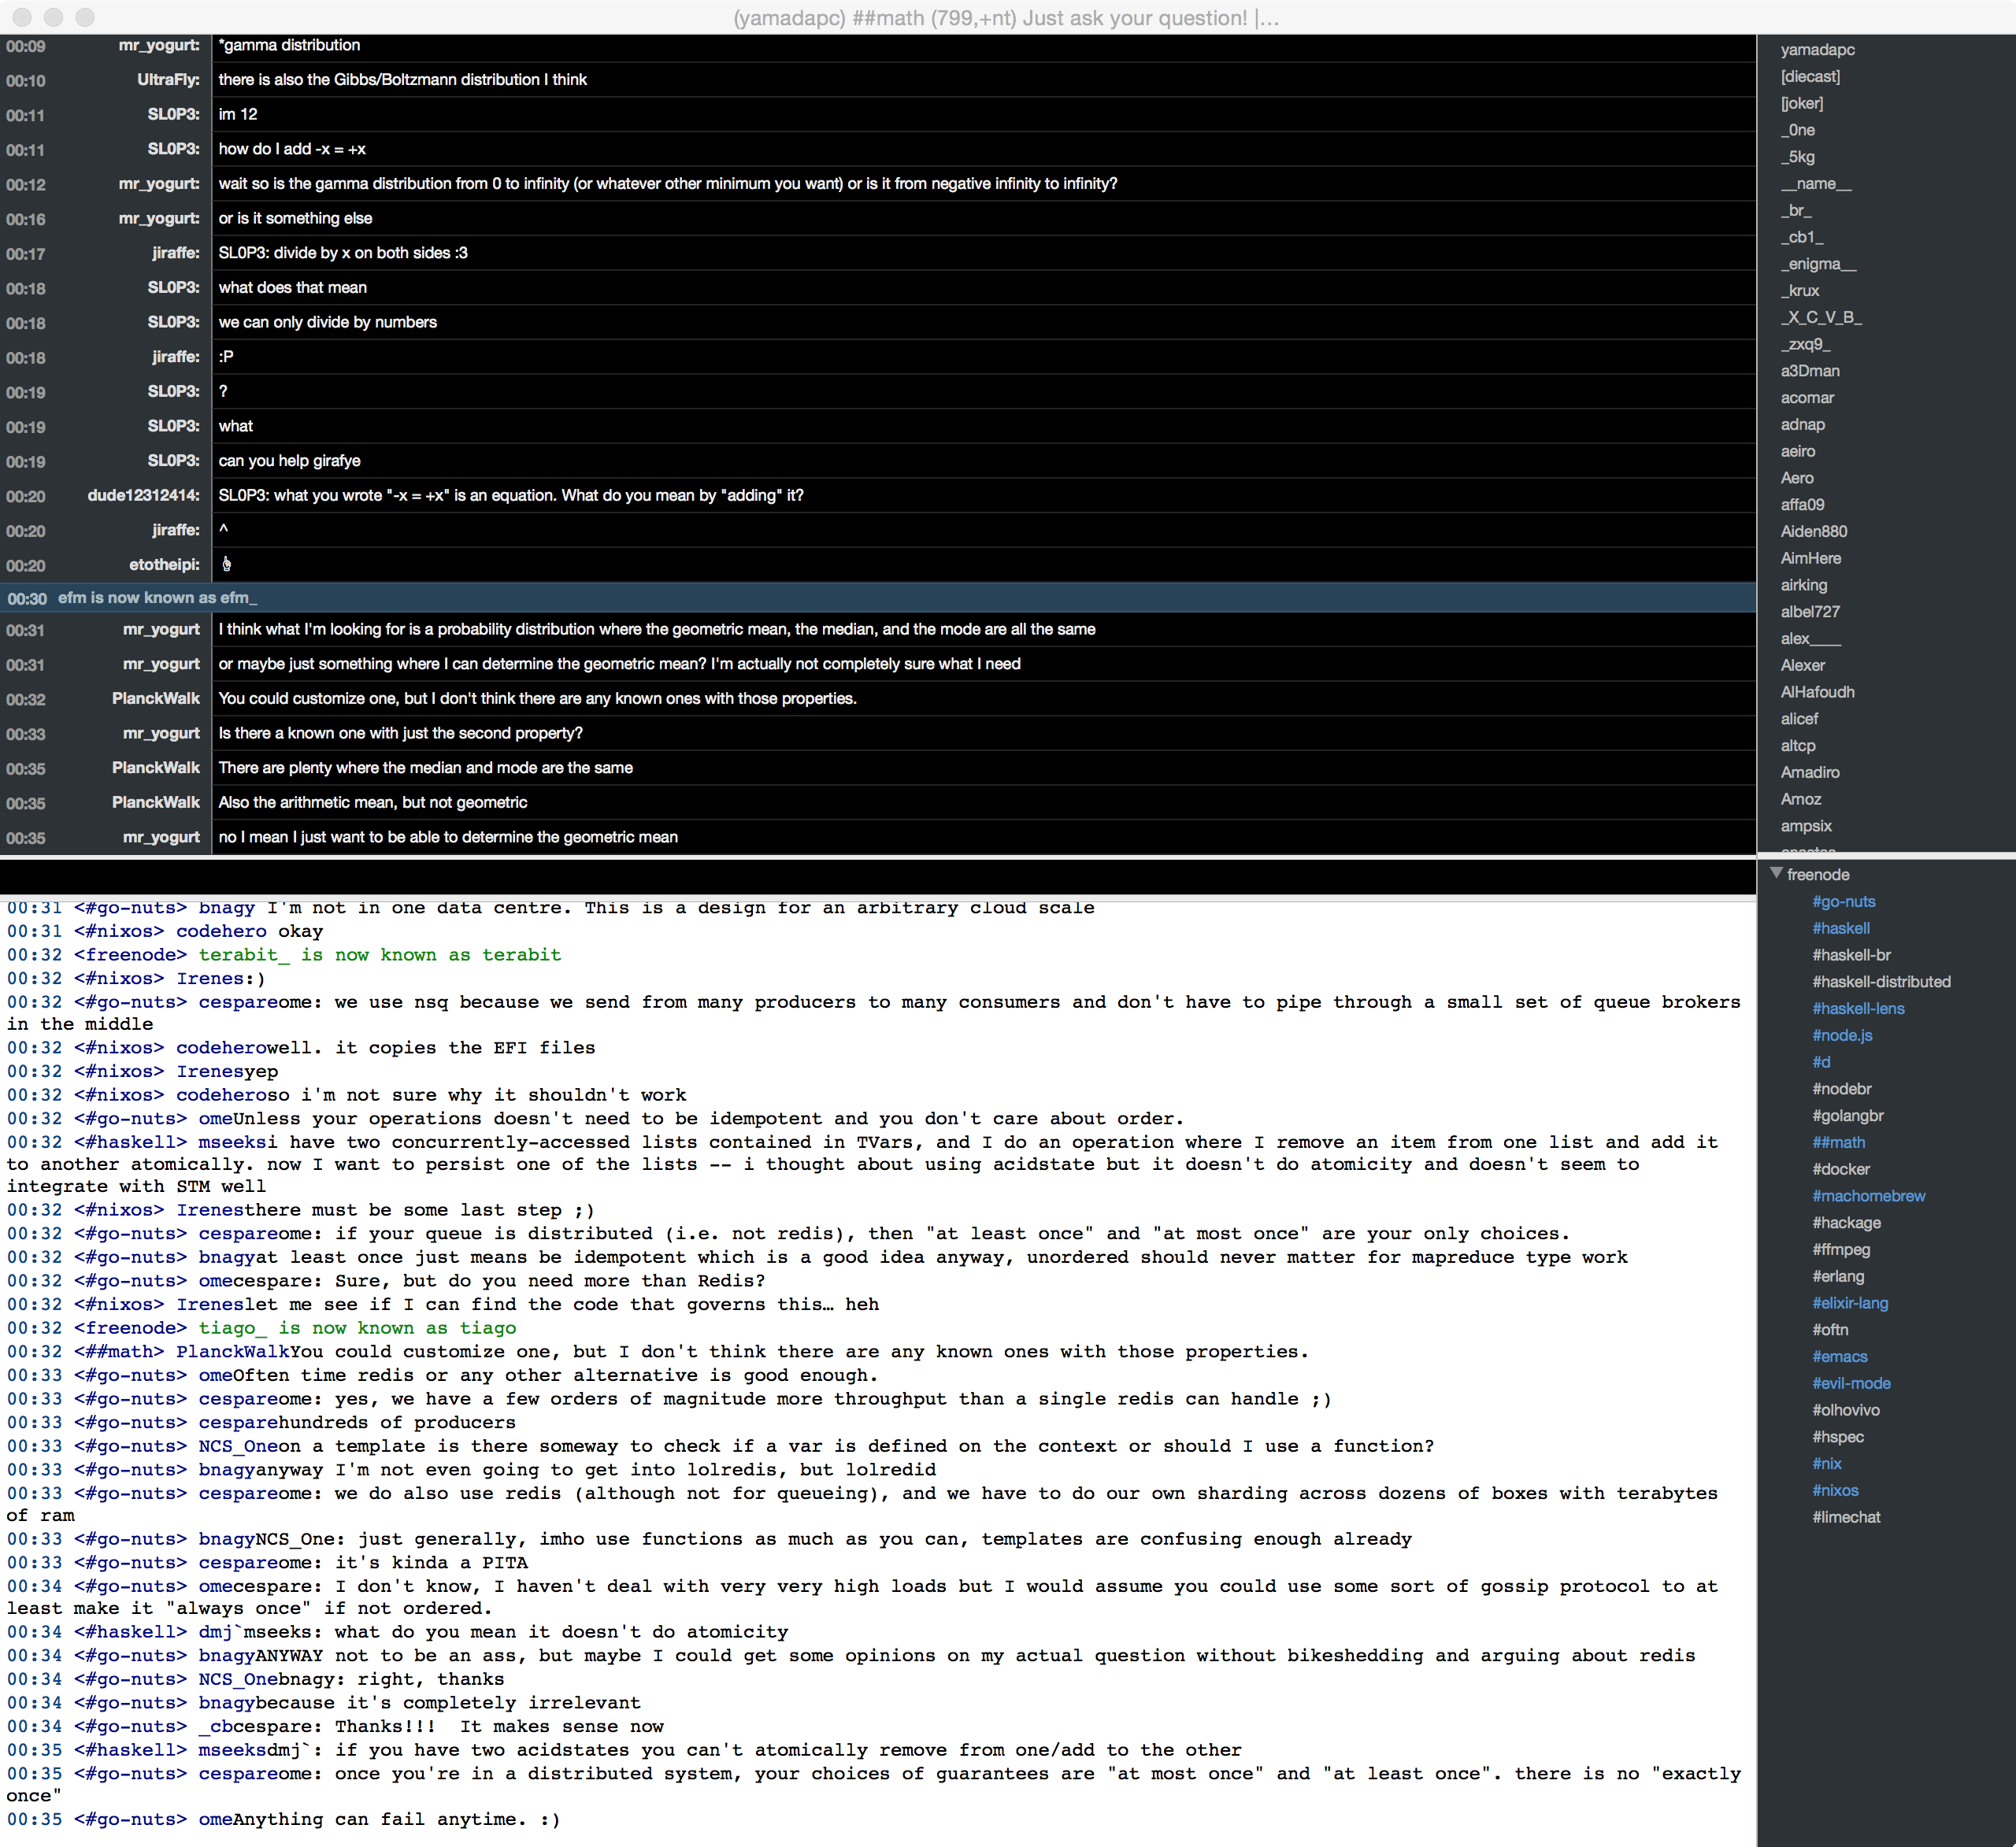 (yamadapc) ##math (799,+nt) Just ask your question! |…
00:09 mr_yogurt: *gamma distribution
00:10 UltraFly: there is also the Gibbs/Boltzmann distribution I think
00:11 SL0P3: im 12
00:11 SL0P3: how do I add -x = +x
00:12 mr_yogurt: wait so is the gamma distribution from 0 to infinity (or whatever other minimum you want) or is it from negative infinity to infinity?
00:16 mr_yogurt: or is it something else
00:17 jiraffe: SL0P3: divide by x on both sides :3
00:18 SL0P3: what does that mean
00:18 SL0P3: we can only divide by numbers
00:18 jiraffe: :P
00:19 SL0P3: ?
00:19 SL0P3: what
00:19 SL0P3: can you help girafye
00:20 dude12312414: SL0P3: what you wrote "-x = +x" is an equation. What do you mean by "adding" it?
00:20 jiraffe: ^
00:20 etotheipi: 👆
00:30 efm is now known as efm_
00:31 mr_yogurt I think what I'm looking for is a probability distribution where the geometric mean, the median, and the mode are all the same
00:31 mr_yogurt or maybe just something where I can determine the geometric mean? I'm actually not completely sure what I need
00:32 PlanckWalk You could customize one, but I don't think there are any known ones with those properties.
00:33 mr_yogurt Is there a known one with just the second property?
00:35 PlanckWalk There are plenty where the median and mode are the same
00:35 PlanckWalk Also the arithmetic mean, but not geometric
00:35 mr_yogurt no I mean I just want to be able to determine the geometric mean
yamadapc
[diecast]
[joker]
_0ne
_5kg
__name__
_br_
_cb1_
_enigma__
_krux
_X_C_V_B_
_zxq9_
a3Dman
acomar
adnap
aeiro
Aero
affa09
Aiden880
AimHere
airking
albel727
alex____
Alexer
AlHafoudh
alicef
altcp
Amadiro
Amoz
ampsix
00:31 <#go-nuts> bnagy I'm not in one data centre. This is a design for an arbitrary cloud scale
00:31 <#nixos> codehero okay
00:32 <freenode> terabit_ is now known as terabit
00:32 <#nixos> Irenes:)
00:32 <#go-nuts> cespareome: we use nsq because we send from many producers to many consumers and don't have to pipe through a small set of queue brokers
in the middle
00:32 <#nixos> codeherowell. it copies the EFI files
00:32 <#nixos> Irenesyep
00:32 <#nixos> codeheroso i'm not sure why it shouldn't work
00:32 <#go-nuts> omeUnless your operations doesn't need to be idempotent and you don't care about order.
00:32 <#haskell> mseeksi have two concurrently-accessed lists contained in TVars, and I do an operation where I remove an item from one list and add it
to another atomically. now I want to persist one of the lists -- i thought about using acidstate but it doesn't do atomicity and doesn't seem to
integrate with STM well
00:32 <#nixos> Irenesthere must be some last step ;)
00:32 <#go-nuts> cespareome: if your queue is distributed (i.e. not redis), then "at least once" and "at most once" are your only choices.
00:32 <#go-nuts> bnagyat least once just means be idempotent which is a good idea anyway, unordered should never matter for mapreduce type work
00:32 <#go-nuts> omecespare: Sure, but do you need more than Redis?
00:32 <#nixos> Ireneslet me see if I can find the code that governs this… heh
00:32 <freenode> tiago_ is now known as tiago
00:32 <##math> PlanckWalkYou could customize one, but I don't think there are any known ones with those properties.
00:33 <#go-nuts> omeOften time redis or any other alternative is good enough.
00:33 <#go-nuts> cespareome: yes, we have a few orders of magnitude more throughput than a single redis can handle ;)
00:33 <#go-nuts> cesparehundreds of producers
00:33 <#go-nuts> NCS_Oneon a template is there someway to check if a var is defined on the context or should I use a function?
00:33 <#go-nuts> bnagyanyway I'm not even going to get into lolredis, but lolredid
00:33 <#go-nuts> cespareome: we do also use redis (although not for queueing), and we have to do our own sharding across dozens of boxes with terabytes
of ram
00:33 <#go-nuts> bnagyNCS_One: just generally, imho use functions as much as you can, templates are confusing enough already
00:33 <#go-nuts> cespareome: it's kinda a PITA
00:34 <#go-nuts> omecespare: I don't know, I haven't deal with very very high loads but I would assume you could use some sort of gossip protocol to at
least make it "always once" if not ordered.
00:34 <#haskell> dmj`mseeks: what do you mean it doesn't do atomicity
00:34 <#go-nuts> bnagyANYWAY not to be an ass, but maybe I could get some opinions on my actual question without bikeshedding and arguing about redis
00:34 <#go-nuts> NCS_Onebnagy: right, thanks
00:34 <#go-nuts> bnagybecause it's completely irrelevant
00:34 <#go-nuts> _cbcespare: Thanks!!!  It makes sense now
00:35 <#haskell> mseeksdmj`: if you have two acidstates you can't atomically remove from one/add to the other
00:35 <#go-nuts> cespareome: once you're in a distributed system, your choices of guarantees are "at most once" and "at least once". there is no "exactly
once"
00:35 <#go-nuts> omeAnything can fail anytime. :)
freenode
#go-nuts
#haskell
#haskell-br
#haskell-distributed
#haskell-lens
#node.js
#d
#nodebr
#golangbr
##math
#docker
#machomebrew
#hackage
#ffmpeg
#erlang
#elixir-lang
#oftn
#emacs
#evil-mode
#olhovivo
#hspec
#nix
#nixos
#limechat